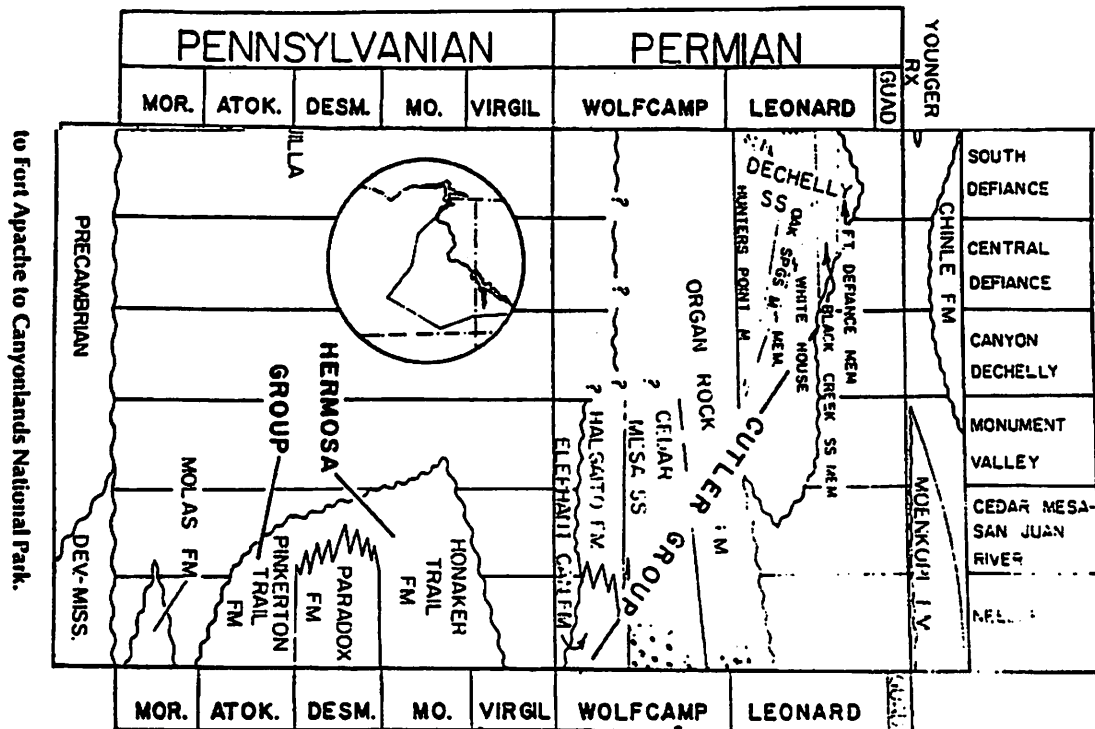 PENNSYLVANIAN
PERMIAN
YOUNGER
RX
MOR.
ATOK.
DESM.
MO.
VIRGIL
WOLFCAMP
LEONARD
GUAD
SOUTH
DEFIANCE
CENTRAL
DEFIANCE
CANYON
DECHELLY
MONUMENT
VALLEY
CEDAR MESA-
SAN JUAN
RIVER
CHINLE FM
MOENKOPI
DECHELLY
SS
HUNTERS POINT M
OAK SPGS
MEM.
WHITE HOUSE
FT. DEFIANCE MEM
BLACK CREEK SS MEM
ORGAN ROCK
FM
CUTLER GROUP
CEDAR
MESA SS
HALGAITO FM
ELEPHANT
FM
HERMOSA
GROUP
HONAKER
TRAIL
FM
PARADOX
FM
PINKERTON
TRAIL
FM
MOLAS FM
PRECAMBRIAN
DEV-MISS.
MOR.
ATOK.
DESM.
MO.
VIRGIL
WOLFCAMP
LEONARD
to Fort Apache to Canyonlands National Park.